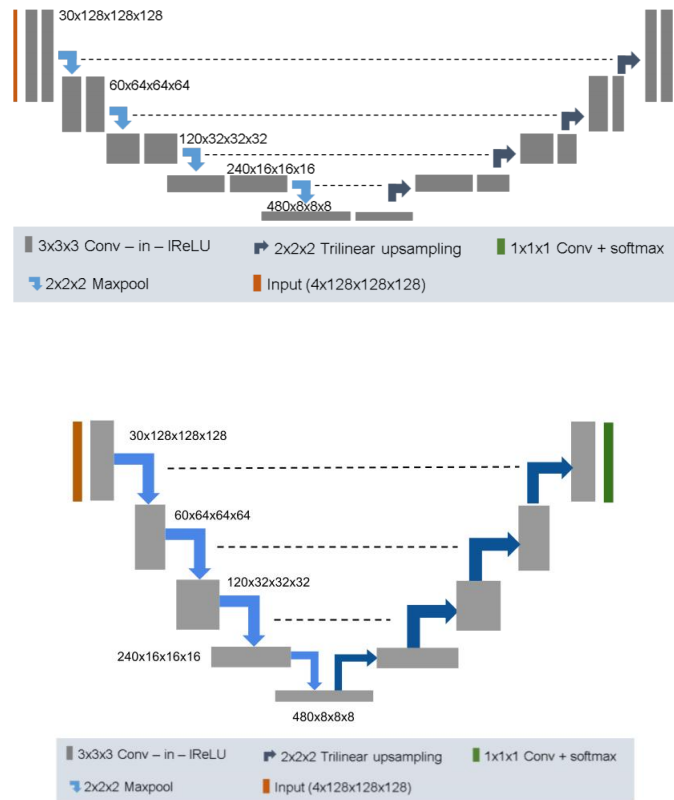 30x128x128x128
60x64x64x64
120x32x32x32
240x16x16x16
480x8x8x8
3x3x3 Conv – in – lReLU
2x2x2 Trilinear upsampling
1x1x1 Conv + softmax
2x2x2 Maxpool
Input (4x128x128x128)
30x128x128x128
60x64x64x64
120x32x32x32
240x16x16x16
480x8x8x8
3x3x3 Conv – in – lReLU
2x2x2 Trilinear upsampling
1x1x1 Conv + softmax
2x2x2 Maxpool
Input (4x128x128x128)